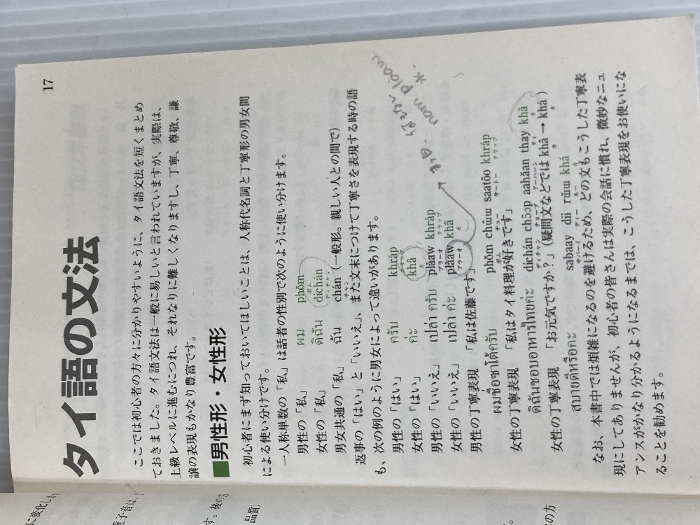 17
タイ語の文法
ここでは初心者の方々に分かりやすいように、タイ語文法を短くまとめ
ておきました。タイ語文法は一般に易しいと言われていますが、実際は、
上級レベルに進むにつれ、それなりに難しくなりますし、丁寧、尊敬、謙
譲の表現もかなり豊富です。
■男性形・女性形
初心者にまず知っておいてほしいことは、人称代名詞と丁寧形の男女間
による使い分けです。
一人称単数の「私」は話者の性別で次のように使い分けます。
男性の「私」 ผม phǒm
女性の「私」 ดิฉัน dichán
男女共通の「私」 ฉัน chán (一般形。親しい人との間で)
返事の「はい」と「いいえ」、また文末につけて丁寧さを表現する時の語
も、次の例のように男女によって違いがあります。
男性の「はい」 ครับ khráp
女性の「はい」 ค่ะ khâ
男性の「いいえ」 เปล่า ครับ plàaw khráp
女性の「いいえ」 เปล่า ค่ะ plàaw khâ
男性の丁寧表現 「私は佐藤です」 phǒm chʉ̂ʉ saatôo khráp
ผมชื่อซาโต้ครับ
女性の丁寧表現 「私はタイ料理が好きです」
ดิฉันชอบอาหารไทยค่ะ dichán chɔ̂ɔp aahǎan thay khâ
女性の丁寧表現 「お元気ですか?」(疑問文などでは khâ → khá)
สบายดีหรือคะ sabaay dii rʉ̌ʉ khá
なお、本書中では煩雑になるのを避けるため、どの文もこうした丁寧表
現にしてありませんが、初心者の皆さんは実際の会話に慣れ、微妙なニュ
アンスがかなり分かるようになるまでは、こうした丁寧表現をお使いにな
ることを勧めます。